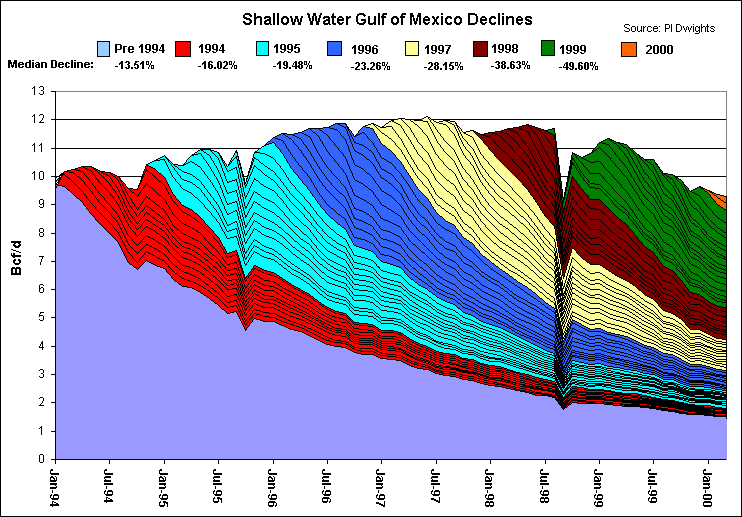 Shallow Water Gulf of Mexico Declines
Source: PI Dwights
Pre 1994 1994 1995 1996 1997 1998 1999 2000
Median Decline: -13.51% -16.02% -19.48% -23.26% -28.15% -38.63% -49.60%
13
12
11
10
9
8
7
6
5
4
3
2
1
0
Bcf/d
Jan-94 Jul-94 Jan-95 Jul-95 Jan-96 Jul-96 Jan-97 Jul-97 Jan-98 Jul-98 Jan-99 Jul-99 Jan-00